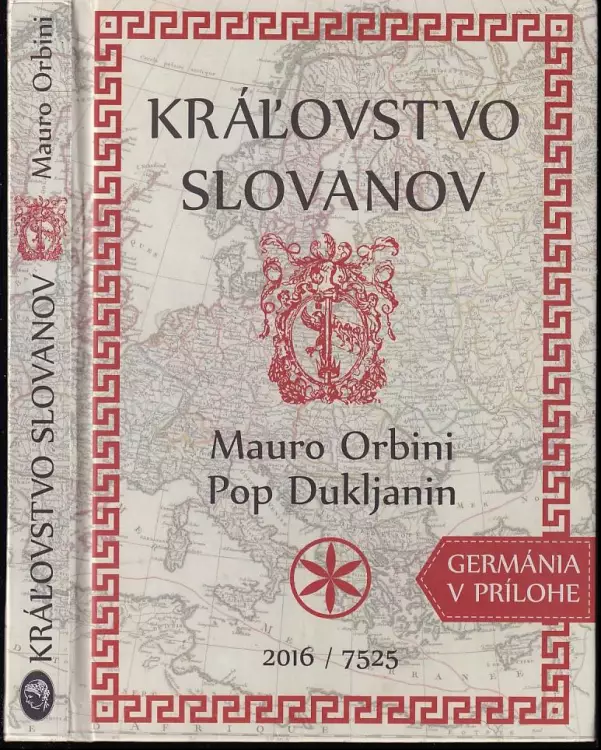 Mauro Orbini
KRÁĽOVSTVO SLOVANOV
KRÁĽOVSTVO
SLOVANOV
Mauro Orbini
Pop Dukljanin
GERMÁNIA
V PRÍLOHE
2016 / 7525